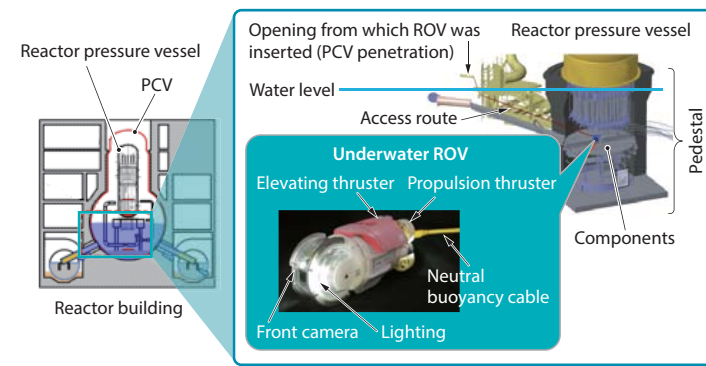 Reactor pressure vessel
PCV
Reactor building
Opening from which ROV was
inserted (PCV penetration)
Reactor pressure vessel
Water level
Access route
Pedestal
Components
Underwater ROV
Elevating thruster
Propulsion thruster
Neutral
buoyancy cable
Front camera
Lighting